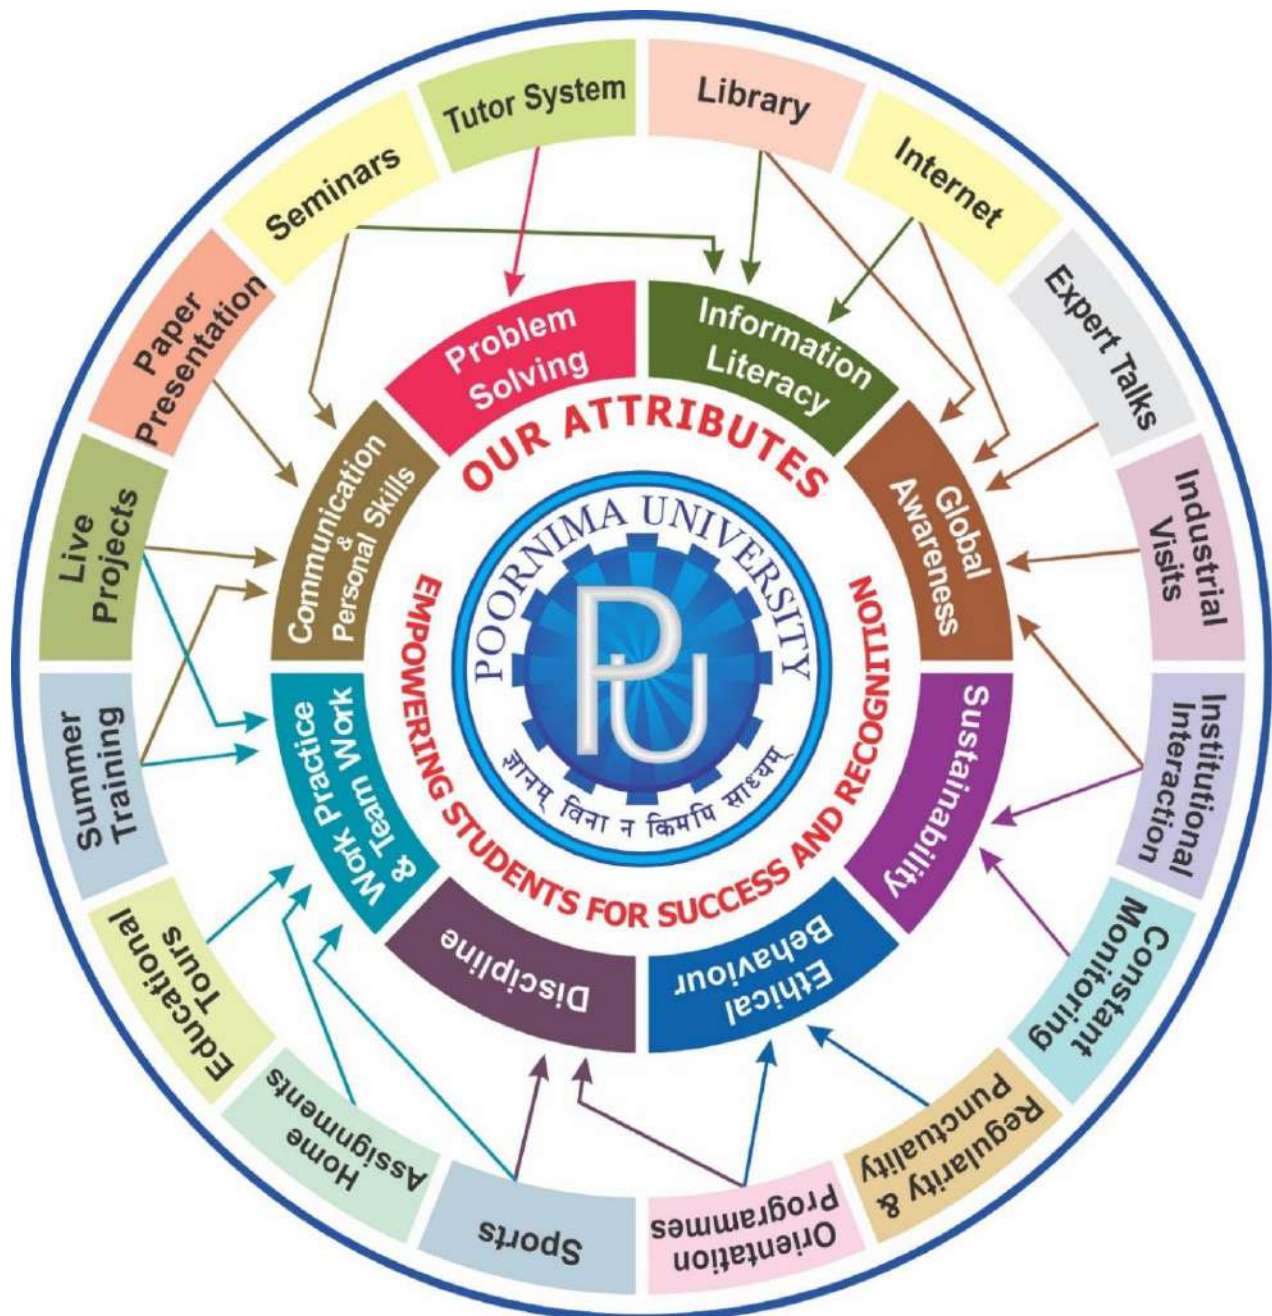 Tutor System
Library
Internet
Expert Talks
Industrial
Visits
Institutional
Interaction
Constant
Monitoring
Regularity &
Punctuality
Orientation
Programmes
Sports
Home
Assignments
Educational
Tours
Summer
Training
Live
Projects
Paper
Presentation
Seminars
Problem
Solving
Information
Literacy
Global
Awareness
Sustainability
Ethical
Behaviour
Discipline
Work Practice
& Team Work
Communication
&
Personal Skills
OUR ATTRIBUTES
EMPOWERING STUDENTS FOR SUCCESS AND RECOGNITION
POORNIMA UNIVERSITY
PU
ज्ञानम् विना न किमपि साध्यम्